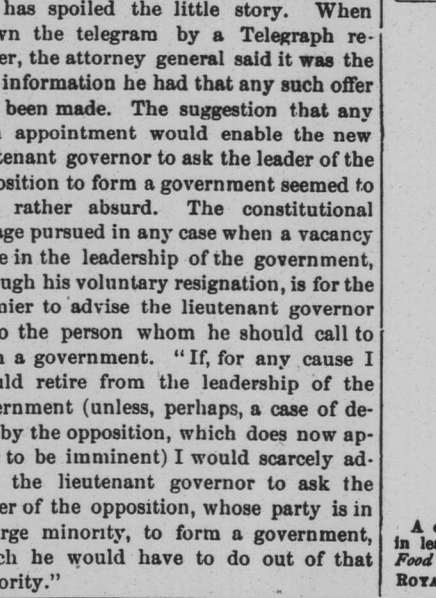 has spoiled the little story. When
wn the telegram by a Telegraph re-
er, the attorney general said it was the
information he had that any such offer
been made. The suggestion that any
appointment would enable the new
tenant governor to ask the leader of the
osition to form a government seemed to
rather absurd. The constitutional
age pursued in any case when a vacancy
e in the leadership of the government,
ugh his voluntary resignation, is for the
mier to advise the lieutenant governor
o the person whom he should call to
a government. "If, for any cause I
uld retire from the leadership of the
ernment (unless, perhaps, a case of de-
by the opposition, which does now ap-
to be imminent) I would scarcely ad-
the lieutenant governor to ask the
er of the opposition, whose party is in
arge minority, to form a government,
ch he would have to do out of that
ority."
A
in lea
Food
ROYA